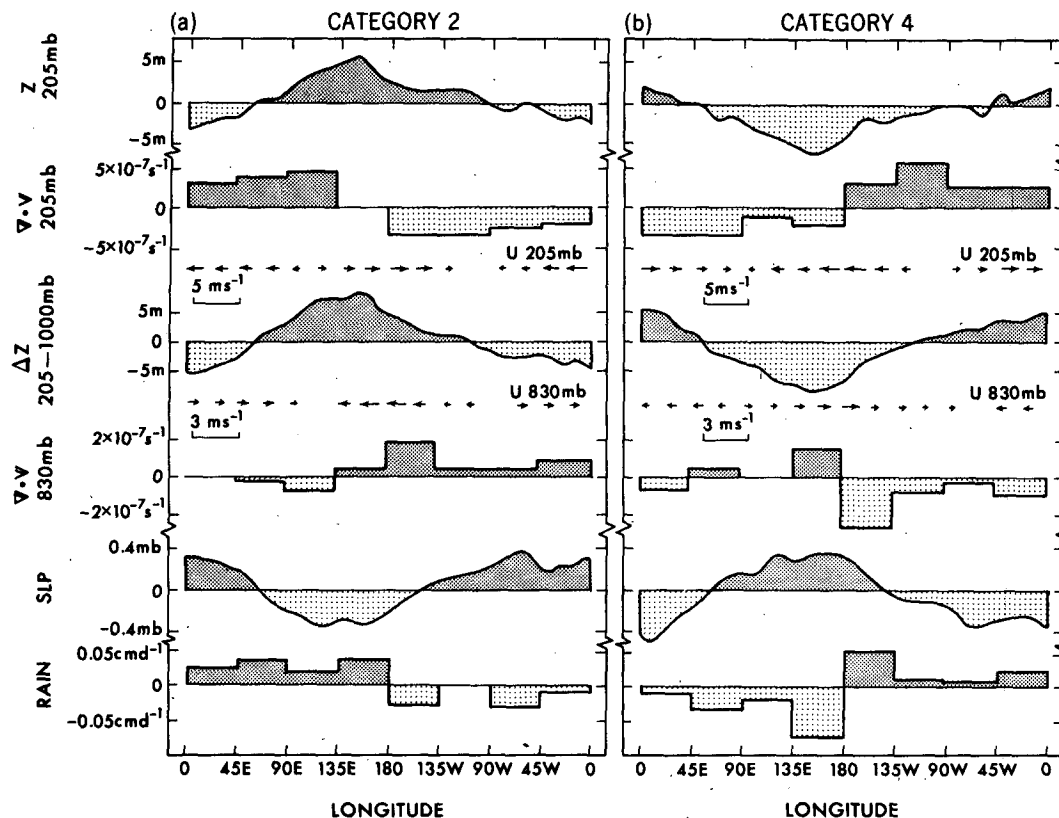 (a) CATEGORY 2
(b) CATEGORY 4
Z
205mb
5m
0
-5m
∇·v
205mb
5×10⁻⁷s⁻¹
0
-5×10⁻⁷s⁻¹
U 205mb
5 ms⁻¹
U 205mb
5ms⁻¹
ΔZ
205–1000mb
5m
0
-5m
U 830mb
3 ms⁻¹
U 830mb
3 ms⁻¹
∇·v
830mb
2×10⁻⁷s⁻¹
0
-2×10⁻⁷s⁻¹
SLP
0.4mb
0
-0.4mb
RAIN
0.05cmd⁻¹
0
-0.05cmd⁻¹
0 45E 90E 135E 180 135W 90W 45W 0
0 45E 90E 135E 180 135W 90W 45W 0
LONGITUDE
LONGITUDE